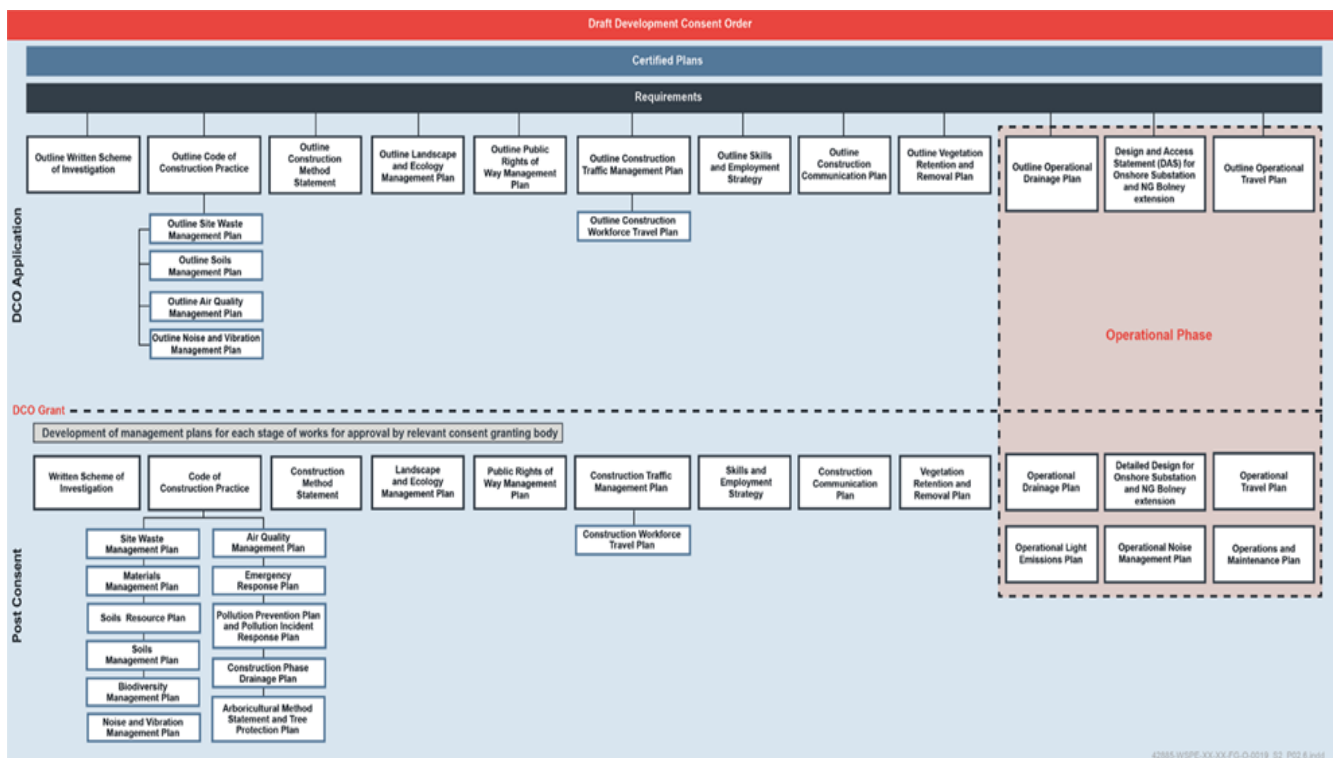 Draft Development Consent Order
Certified Plans
Requirements
Outline Written Scheme
of Investigation
Outline Code of
Construction Practice
Outline
Construction
Method
Statement
Outline Landscape
and Ecology
Management Plan
Outline Public
Rights of
Way Management
Plan
Outline Construction
Traffic Management Plan
Outline Skills
and Employment
Strategy
Outline
Construction
Communication Plan
Outline Vegetation
Retention and
Removal Plan
Outline Operational
Drainage Plan
Design and Access
Statement (DAS) for
Onshore Substation
and NG Bolney
extension
Outline Operational
Travel Plan
Outline Site Waste
Management Plan
Outline Soils
Management Plan
Outline Air Quality
Management Plan
Outline Noise and Vibration
Management Plan
Outline Construction
Workforce Travel Plan
DCO Application
Operational Phase
DCO Grant
Development of management plans for each stage of works for approval by relevant consent granting body
Written Scheme of
Investigation
Code of
Construction Practice
Construction
Method
Statement
Landscape
and Ecology
Management Plan
Public Rights of
Way Management
Plan
Construction Traffic
Management Plan
Skills and
Employment
Strategy
Construction
Communication
Plan
Vegetation
Retention and
Removal Plan
Operational
Drainage Plan
Detailed Design for
Onshore Substation
and NG Bolney
extension
Operational
Travel Plan
Site Waste
Management Plan
Materials
Management Plan
Soils Resource Plan
Soils
Management Plan
Biodiversity
Management Plan
Noise and Vibration
Management Plan
Air Quality
Management Plan
Emergency
Response Plan
Pollution Prevention Plan
and Pollution Incident
Response Plan
Construction Phase
Drainage Plan
Arboricultural Method
Statement and Tree
Protection Plan
Construction Workforce
Travel Plan
Operational Light
Emissions Plan
Operational Noise
Management Plan
Operations and
Maintenance Plan
Post Consent